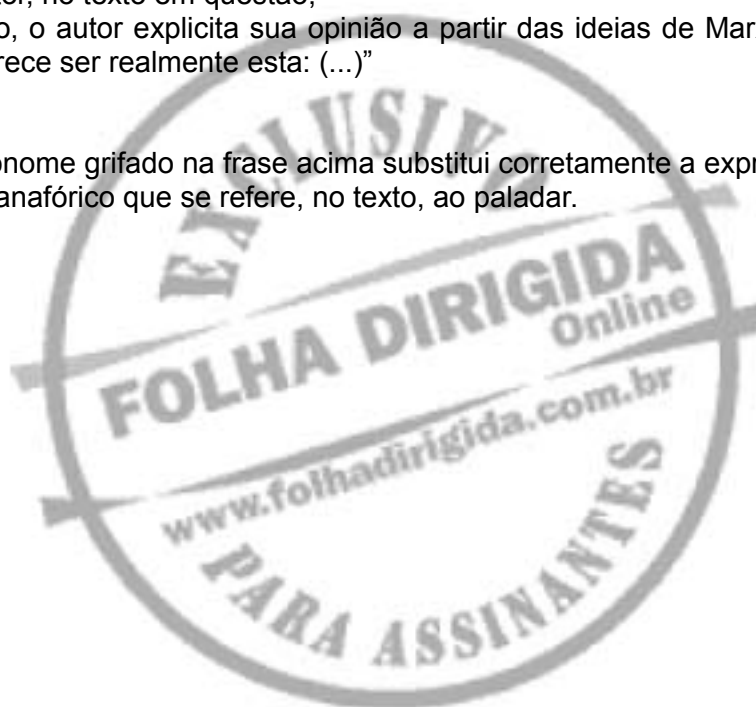 no texto em questão,
o, o autor explicita sua opinião a partir das ideias de Mar
rece ser realmente esta: (...)”
nome grifado na frase acima substitui corretamente a expr
anafórico que se refere, no texto, ao paladar.
EXCLUSIVO
FOLHA DIRIGIDA
Online
www.folhadirigida.com.br
PARA ASSINANTES